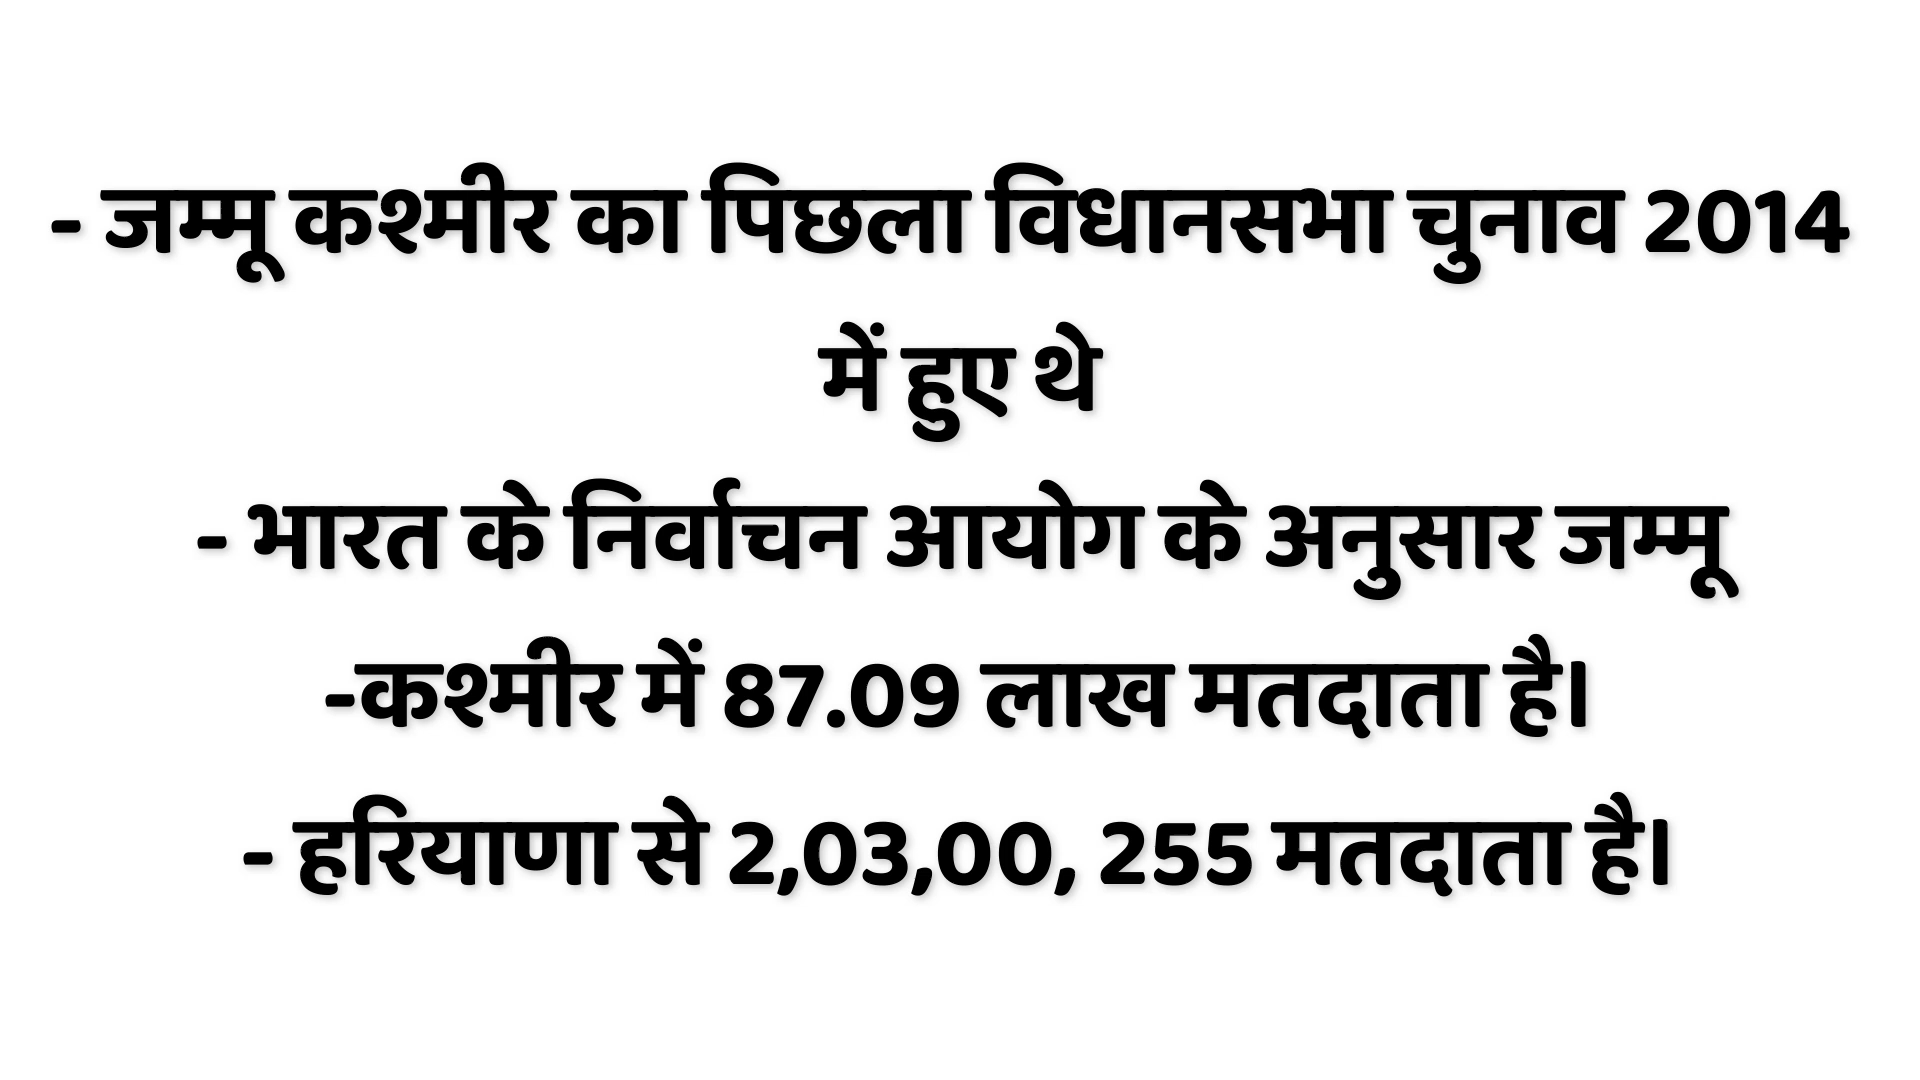 - जम्मू कश्मीर का पिछला विधानसभा चुनाव 2014
में हुए थे
- भारत के निर्वाचन आयोग के अनुसार जम्मू
-कश्मीर में 87.09 लाख मतदाता है।
- हरियाणा से 2,03,00, 255 मतदाता है।